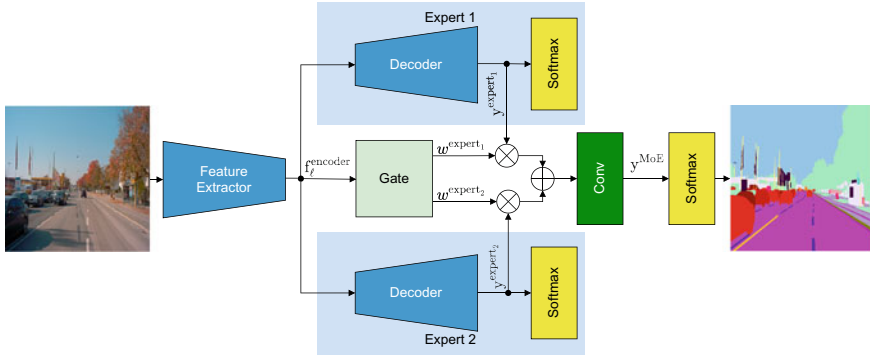 Expert 1
Decoder
Softmax
y^{expert_1}
Feature
Extractor
f_ℓ^{encoder}
Gate
w^{expert_1}
w^{expert_2}
Conv
y^{MoE}
Softmax
y^{expert_2}
Decoder
Softmax
Expert 2